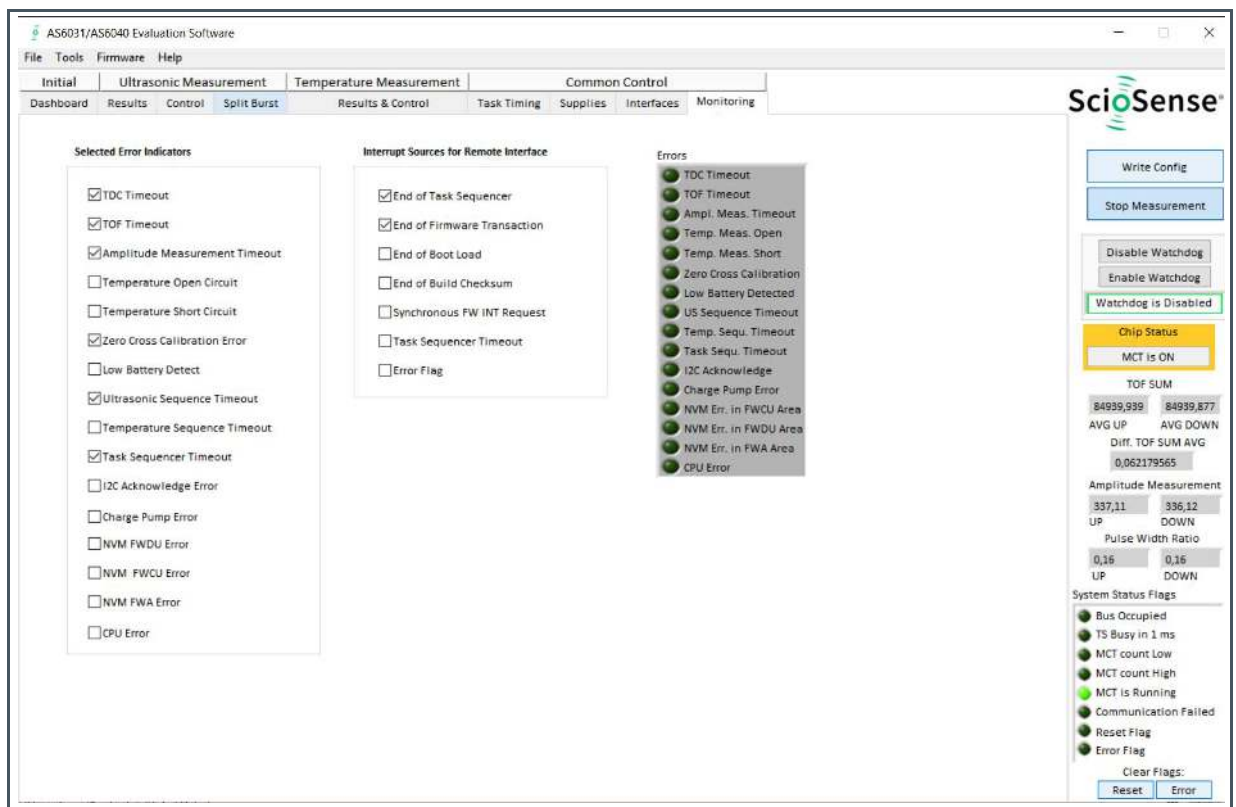 AS6031/AS6040 Evaluation Software
File Tools Firmware Help
Initial Ultrasonic Measurement Temperature Measurement Common Control
Dashboard Results Control Split Burst Results & Control Task Timing Supplies Interfaces Monitoring
ScioSense
Selected Error Indicators
TDC Timeout
TOF Timeout
Amplitude Measurement Timeout
Temperature Open Circuit
Temperature Short Circuit
Zero Cross Calibration Error
Low Battery Detect
Ultrasonic Sequence Timeout
Temperature Sequence Timeout
Task Sequencer Timeout
I2C Acknowledge Error
Charge Pump Error
NVM FWDU Error
NVM FWCU Error
NVM FWA Error
CPU Error
Interrupt Sources for Remote Interface
End of Task Sequencer
End of Firmware Transaction
End of Boot Load
End of Build Checksum
Synchronous FW INT Request
Task Sequencer Timeout
Error Flag
Errors
TDC Timeout
TOF Timeout
Ampl. Meas. Timeout
Temp. Meas. Open
Temp. Meas. Short
Zero Cross Calibration
Low Battery Detected
US Sequence Timeout
Temp. Sequ. Timeout
Task Sequ. Timeout
I2C Acknowledge
Charge Pump Error
NVM Err. in FWCU Area
NVM Err. in FWDU Area
NVM Err. in FWA Area
CPU Error
Write Config
Stop Measurement
Disable Watchdog
Enable Watchdog
Watchdog is Disabled
Chip Status
MCT is ON
TOF SUM
84939,939 84939,877
AVG UP AVG DOWN
Diff. TOF SUM AVG
0,062179565
Amplitude Measurement
337,11 336,12
UP DOWN
Pulse Width Ratio
0,16 0,16
UP DOWN
System Status Flags
Bus Occupied
TS Busy in 1 ms
MCT count Low
MCT count High
MCT is Running
Communication Failed
Reset Flag
Error Flag
Clear Flags:
Reset Error